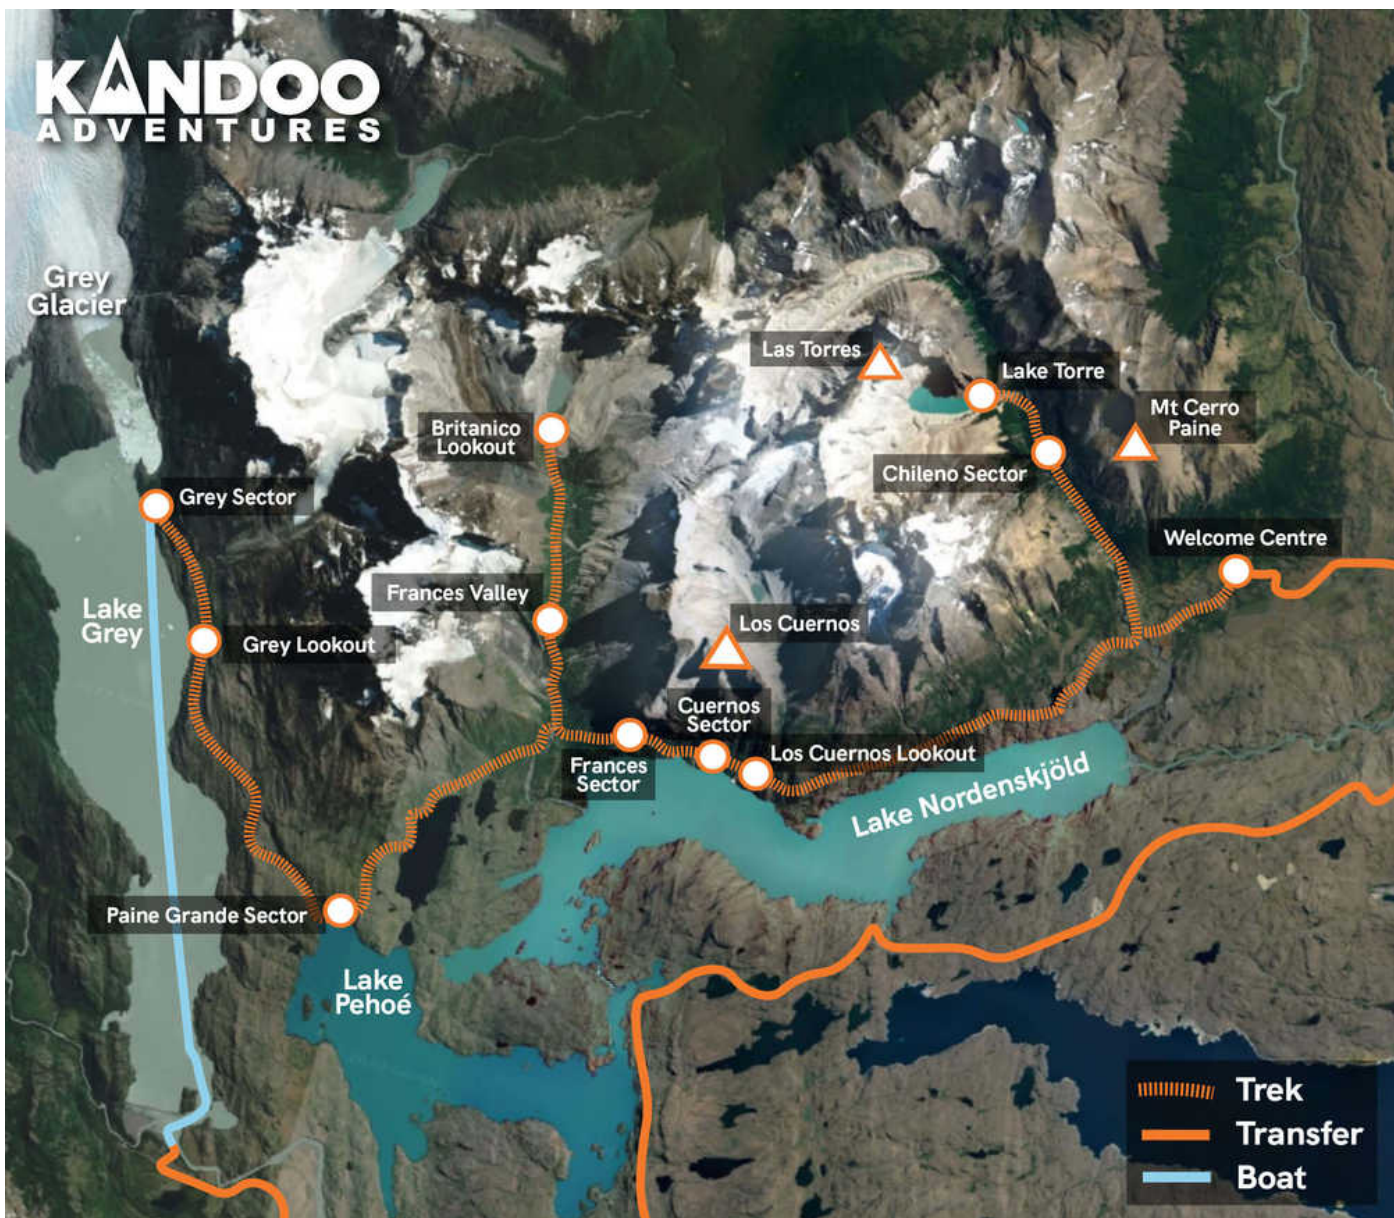 KANDOO
ADVENTURES
Grey
Glacier
Las Torres
Lake Torre
Mt Cerro
Paine
Britanico
Lookout
Chileno Sector
Grey Sector
Welcome Centre
Frances Valley
Lake
Grey
Grey Lookout
Los Cuernos
Cuernos
Sector
Frances
Sector
Los Cuernos Lookout
Lake Nordenskjöld
Paine Grande Sector
Lake
Pehoé
Trek
Transfer
Boat